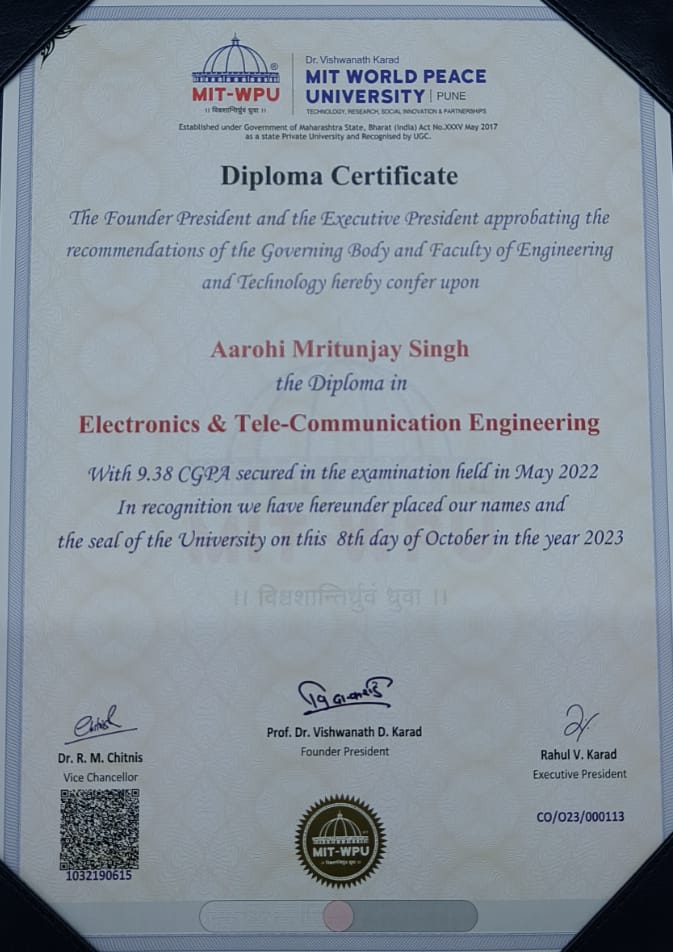 Dr. Vishwanath Karad
MIT-WPU
।। विश्वशान्तिर्ध्रुवं ध्रुवा ।।
MIT WORLD PEACE
UNIVERSITY | PUNE
TECHNOLOGY, RESEARCH, SOCIAL INNOVATION & PARTNERSHIPS
Established under Government of Maharashtra State, Bharat (India) Act No.XXXV May 2017
as a state Private University and Recognised by UGC.
Diploma Certificate
The Founder President and the Executive President approbating the
recommendations of the Governing Body and Faculty of Engineering
and Technology hereby confer upon
Aarohi Mritunjay Singh
the Diploma in
Electronics & Tele-Communication Engineering
With 9.38 CGPA secured in the examination held in May 2022
In recognition we have hereunder placed our names and
the seal of the University on this 8th day of October in the year 2023
MIT-WPU
।। विश्वशान्तिर्ध्रुवं ध्रुवा ।।
Dr. R. M. Chitnis
Vice Chancellor
Prof. Dr. Vishwanath D. Karad
Founder President
Rahul V. Karad
Executive President
CO/O23/000113
1032190615
MIT-WPU